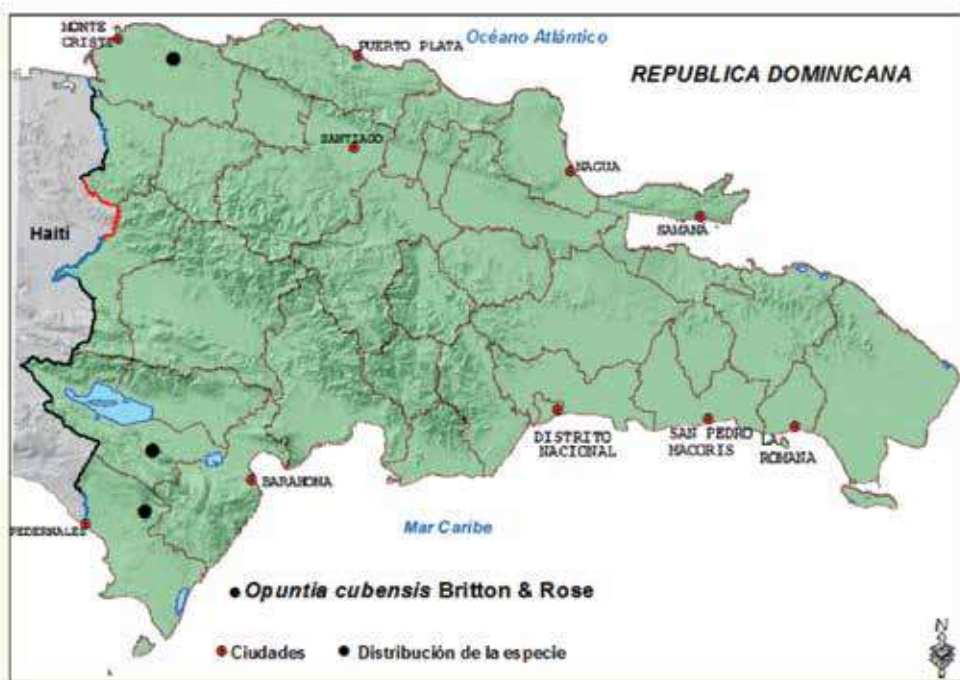 MONTE
CRISTI
PUERTO PLATA
Océano Atlántico
REPUBLICA DOMINICANA
SANTIAGO
NAGUA
SAMANA
Haití
DISTRITO
NACIONAL
SAN PEDRO
MACORIS
LA
ROMANA
BARAHONA
PEDERNALES
Mar Caribe
Opuntia cubensis Britton & Rose
Ciudades
Distribución de la especie
N